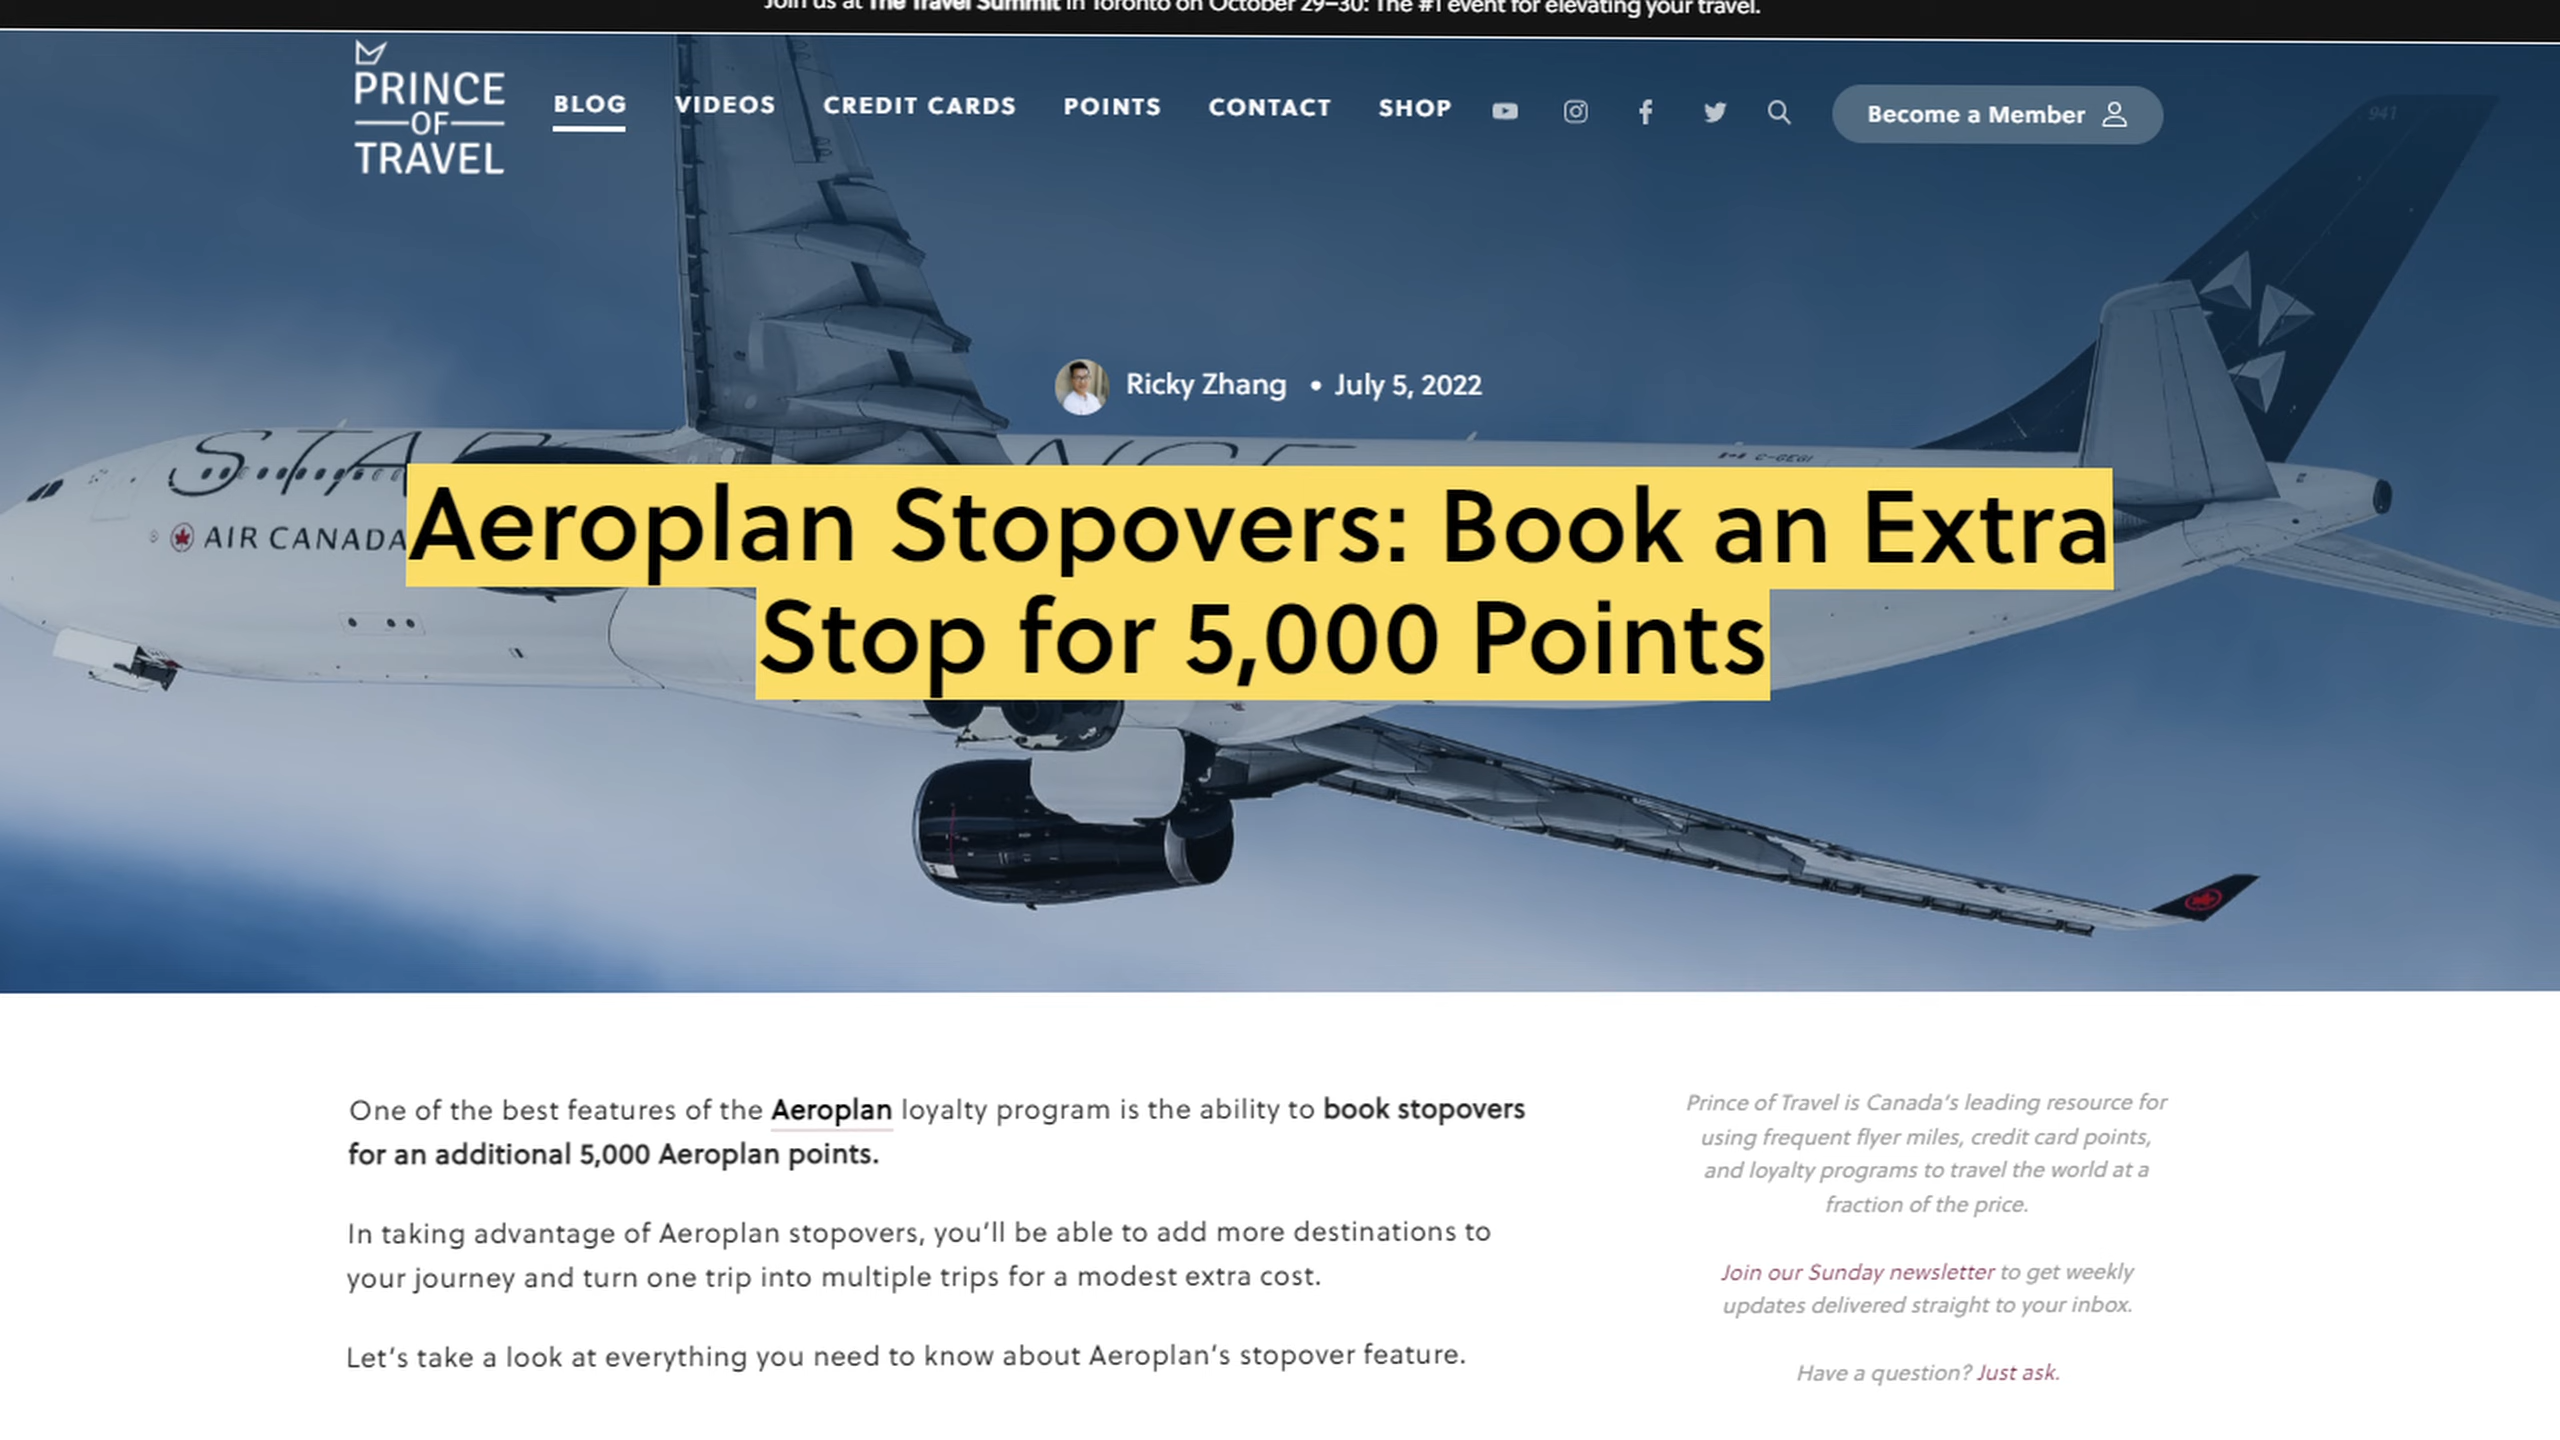 Join us at The Travel Summit in Toronto on October 29–30: The #1 event for elevating your travel.
PRINCE
OF
TRAVEL
BLOG VIDEOS CREDIT CARDS POINTS CONTACT SHOP Become a Member
941
Ricky Zhang • July 5, 2022
C-GEGI
AIR CANADA
Aeroplan Stopovers: Book an Extra
Stop for 5,000 Points
One of the best features of the Aeroplan loyalty program is the ability to book stopovers
for an additional 5,000 Aeroplan points.
In taking advantage of Aeroplan stopovers, you’ll be able to add more destinations to
your journey and turn one trip into multiple trips for a modest extra cost.
Let’s take a look at everything you need to know about Aeroplan’s stopover feature.
Prince of Travel is Canada’s leading resource for
using frequent flyer miles, credit card points,
and loyalty programs to travel the world at a
fraction of the price.
Join our Sunday newsletter to get weekly
updates delivered straight to your inbox.
Have a question? Just ask.